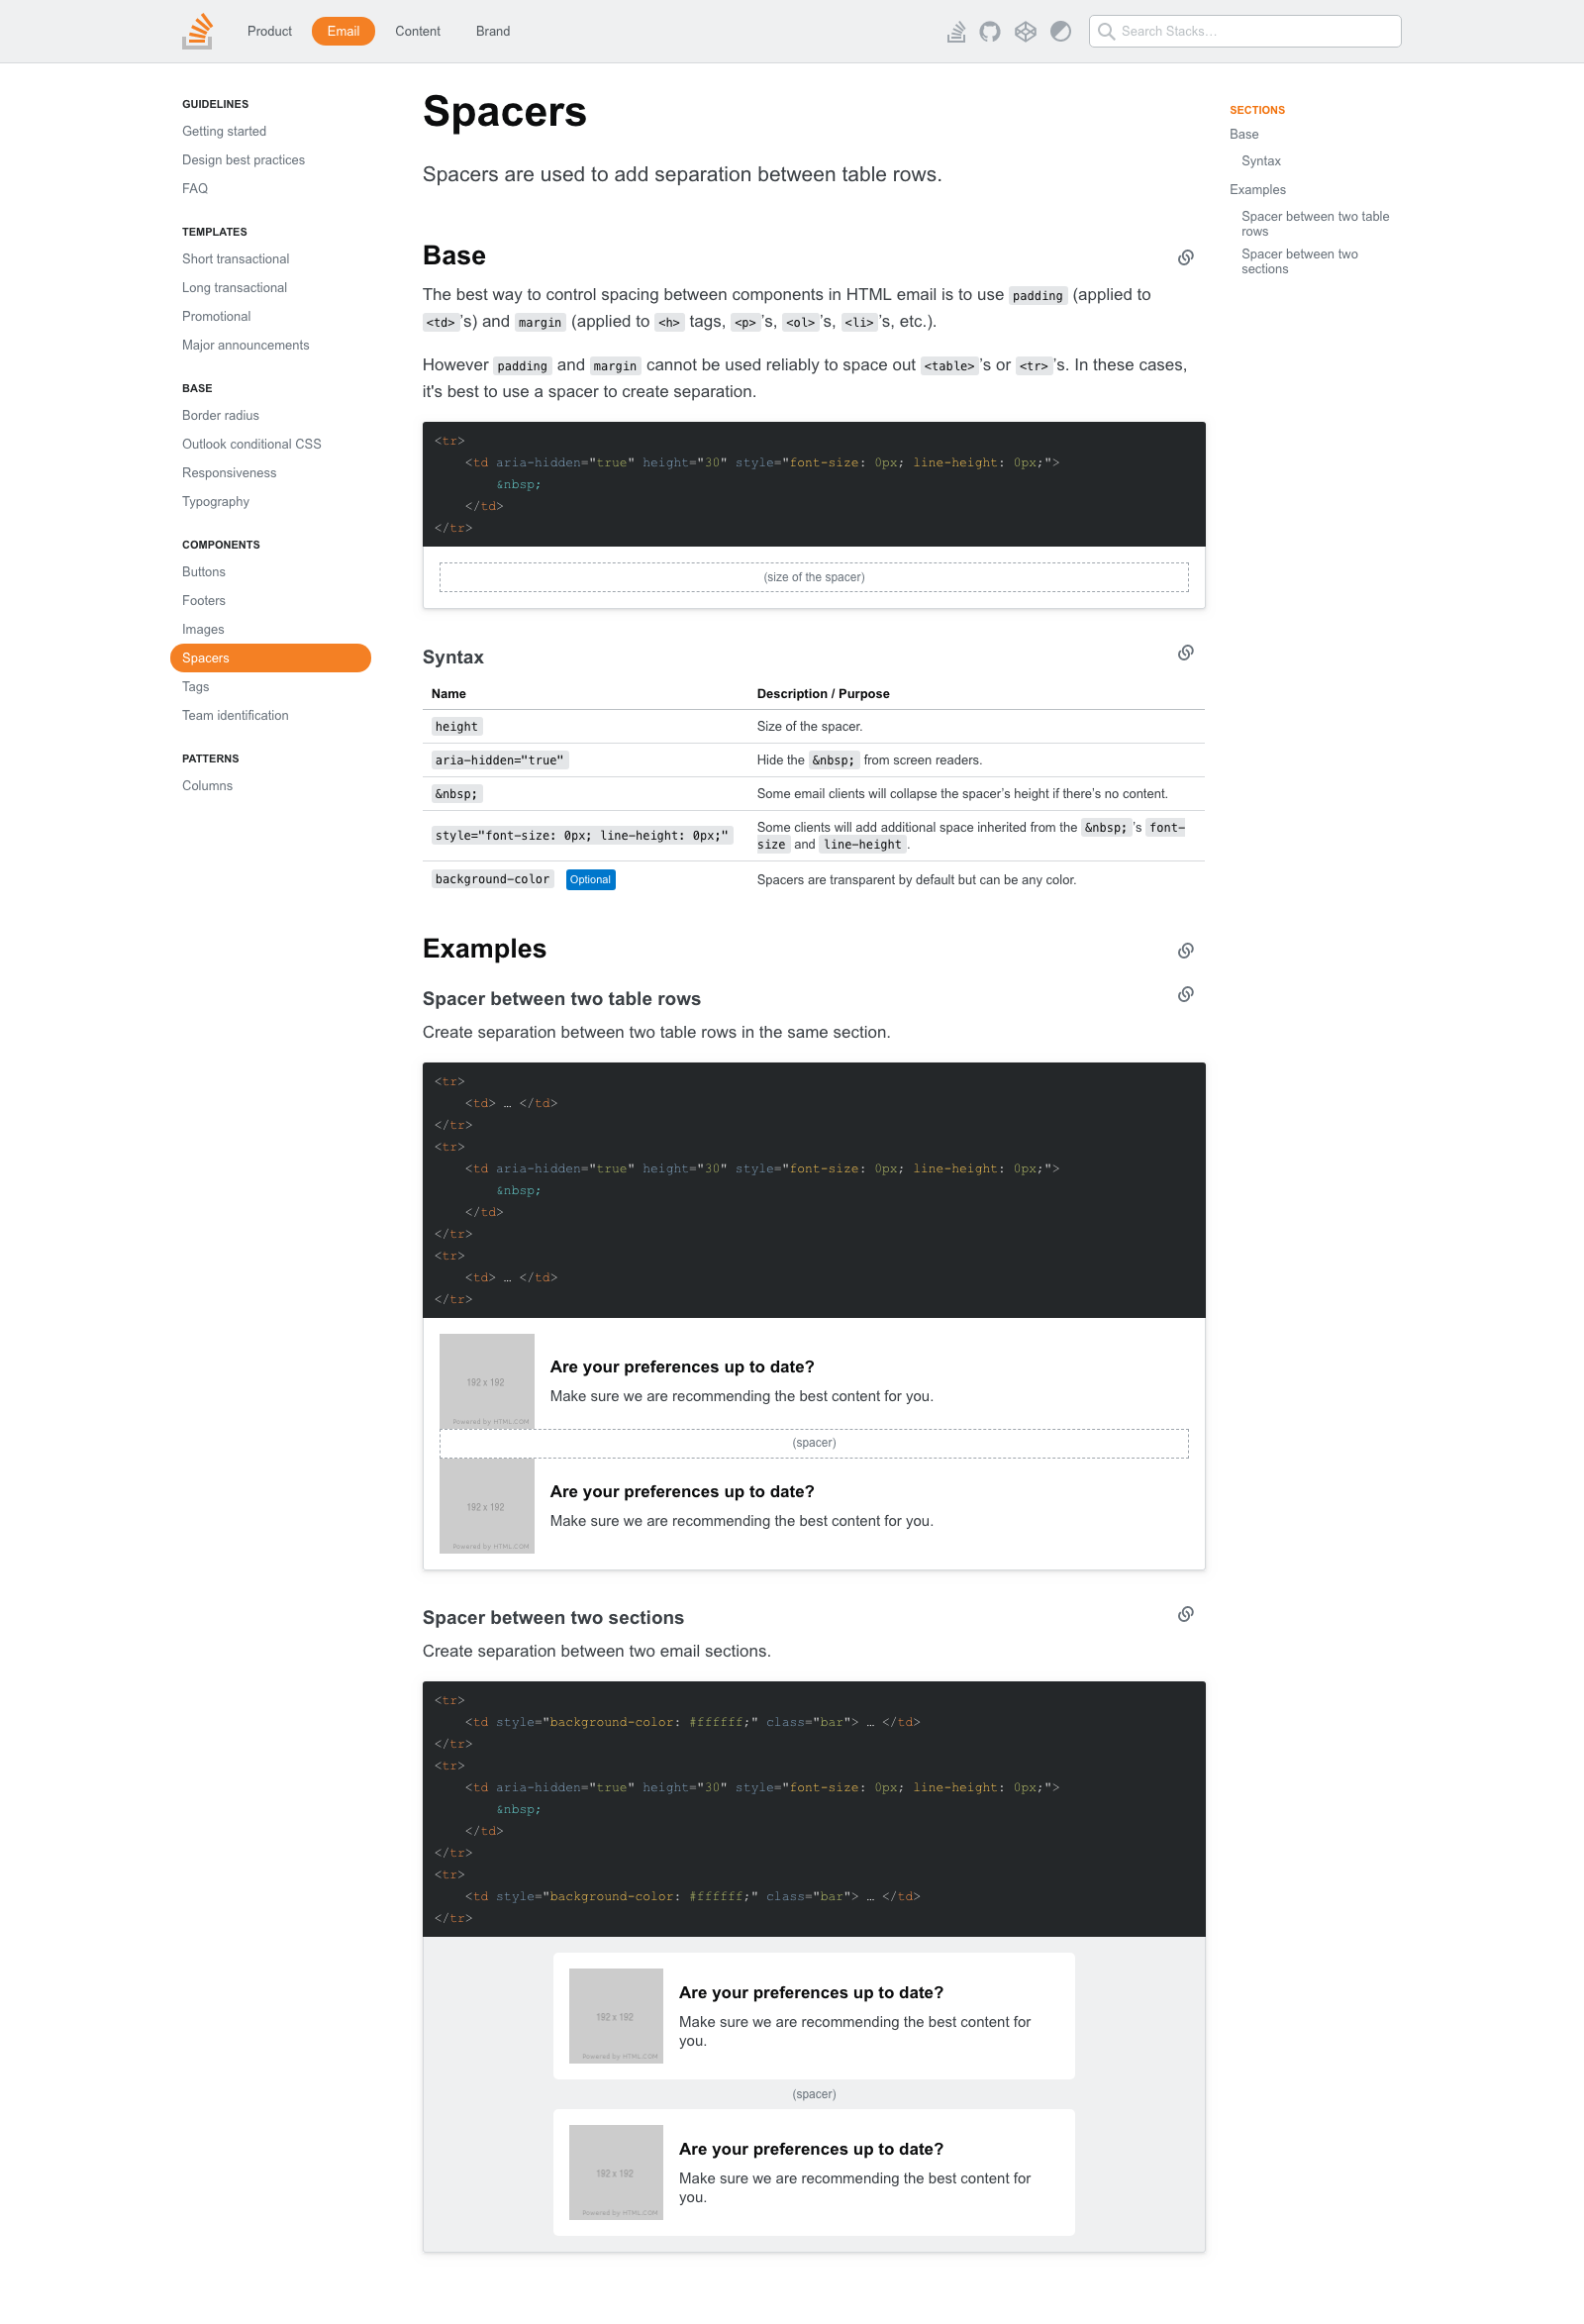 Product
Email
Content
Brand
Search Stacks…
GUIDELINES
Getting started
Design best practices
FAQ
TEMPLATES
Short transactional
Long transactional
Promotional
Major announcements
BASE
Border radius
Outlook conditional CSS
Responsiveness
Typography
COMPONENTS
Buttons
Footers
Images
Spacers
Tags
Team identification
PATTERNS
Columns
Spacers
Spacers are used to add separation between table rows.
Base
The best way to control spacing between components in HTML email is to use padding (applied to
<td>’s) and margin (applied to <h> tags, <p>’s, <ol>’s, <li>’s, etc.).
However padding and margin cannot be used reliably to space out <table>’s or <tr>’s. In these cases,
it's best to use a spacer to create separation.
<tr>
<td aria-hidden="true" height="30" style="font-size: 0px; line-height: 0px;">
&nbsp;
</td>
</tr>
(size of the spacer)
Syntax
Name Description / Purpose
height Size of the spacer.
aria-hidden="true" Hide the &nbsp; from screen readers.
&nbsp; Some email clients will collapse the spacer’s height if there’s no content.
style="font-size: 0px; line-height: 0px;" Some clients will add additional space inherited from the &nbsp;’s font-
size and line-height.
background-color Optional Spacers are transparent by default but can be any color.
Examples
Spacer between two table rows
Create separation between two table rows in the same section.
<tr>
<td> … </td>
</tr>
<tr>
<td aria-hidden="true" height="30" style="font-size: 0px; line-height: 0px;">
&nbsp;
</td>
</tr>
<tr>
<td> … </td>
</tr>
192 x 192
Powered by HTML.COM
Are your preferences up to date?
Make sure we are recommending the best content for you.
(spacer)
192 x 192
Powered by HTML.COM
Are your preferences up to date?
Make sure we are recommending the best content for you.
Spacer between two sections
Create separation between two email sections.
<tr>
<td style="background-color: #ffffff;" class="bar"> … </td>
</tr>
<tr>
<td aria-hidden="true" height="30" style="font-size: 0px; line-height: 0px;">
&nbsp;
</td>
</tr>
<tr>
<td style="background-color: #ffffff;" class="bar"> … </td>
</tr>
192 x 192
Powered by HTML.COM
Are your preferences up to date?
Make sure we are recommending the best content for
you.
(spacer)
192 x 192
Powered by HTML.COM
Are your preferences up to date?
Make sure we are recommending the best content for
you.
SECTIONS
Base
Syntax
Examples
Spacer between two table
rows
Spacer between two
sections